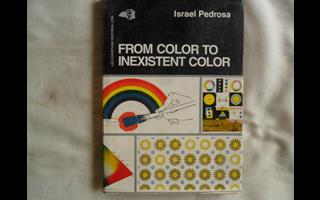 Israel Pedrosa
FROM COLOR TO
INEXISTENT COLOR